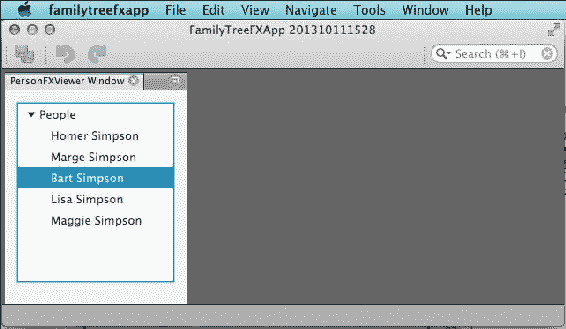 familytreefxapp File Edit View Navigate Tools Window Help
FamilyTreeFXApp 201310111528
Search (⌘+I)
PersonFXViewer Window
People
Homer Simpson
Marge Simpson
Bart Simpson
Lisa Simpson
Maggie Simpson